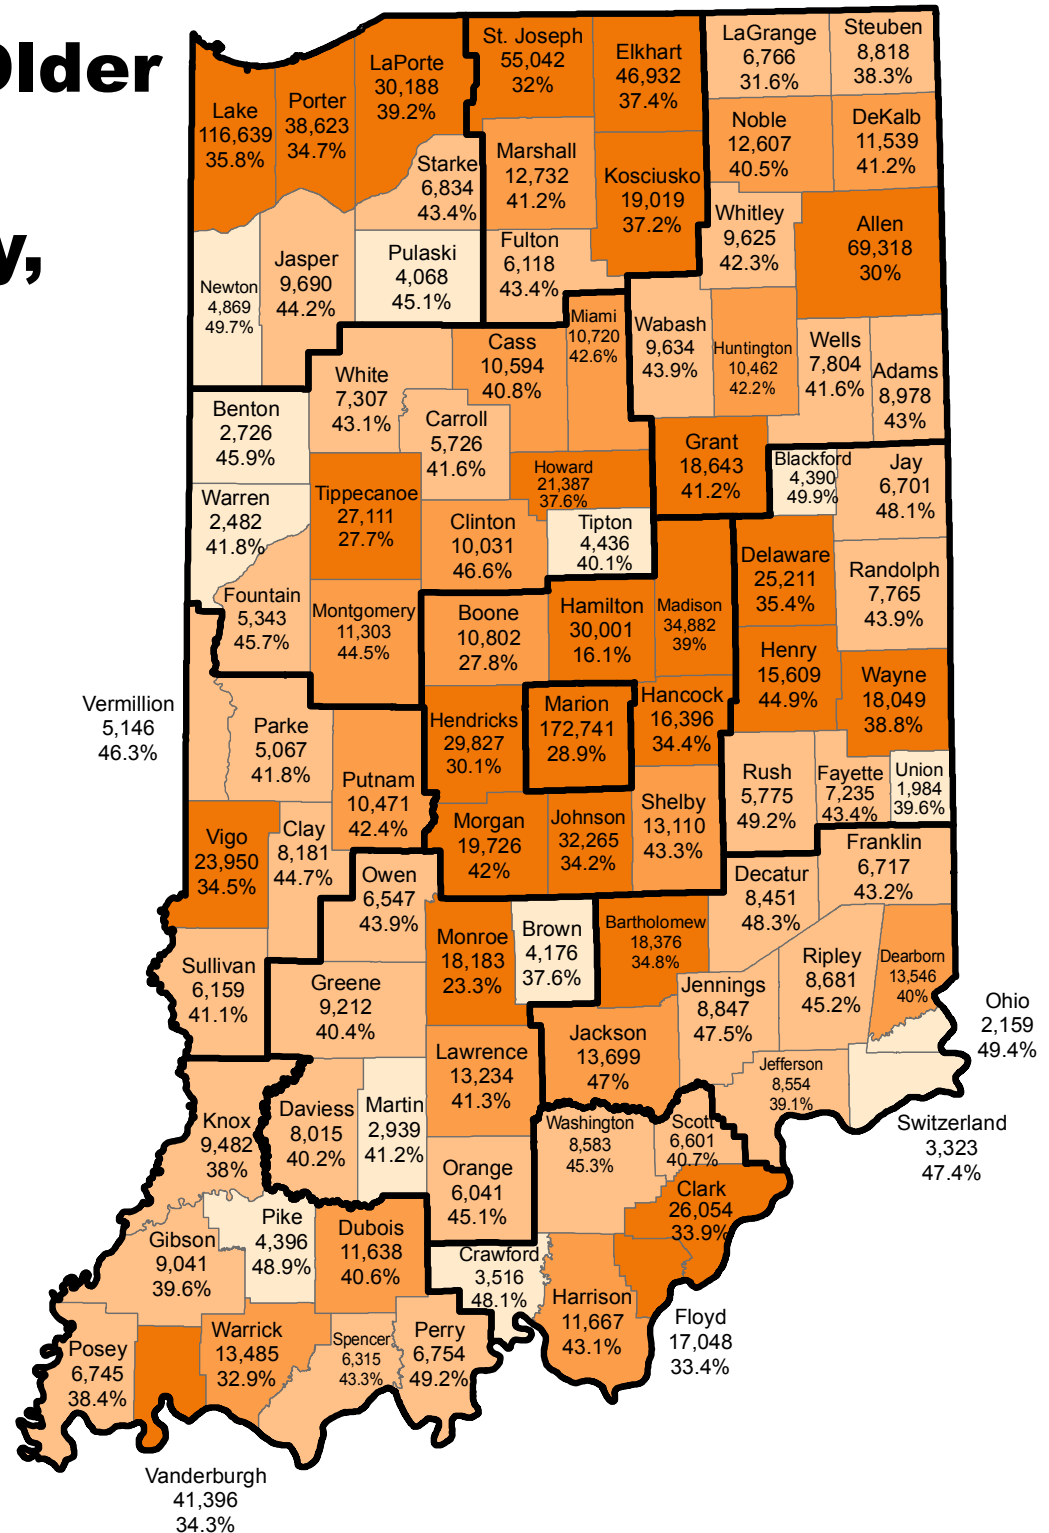 Older
y,
Lake
116,639
35.8%
Porter
38,623
34.7%
LaPorte
30,188
39.2%
St. Joseph
55,042
32%
Elkhart
46,932
37.4%
LaGrange
6,766
31.6%
Steuben
8,818
38.3%
Noble
12,607
40.5%
DeKalb
11,539
41.2%
Starke
6,834
43.4%
Marshall
12,732
41.2%
Kosciusko
19,019
37.2%
Whitley
9,625
42.3%
Allen
69,318
30%
Newton
4,869
49.7%
Jasper
9,690
44.2%
Pulaski
4,068
45.1%
Fulton
6,118
43.4%
Miami
10,720
42.6%
Wabash
9,634
43.9%
Huntington
10,462
42.2%
Wells
7,804
41.6%
Adams
8,978
43%
White
7,307
43.1%
Cass
10,594
40.8%
Carroll
5,726
41.6%
Benton
2,726
45.9%
Grant
18,643
41.2%
Blackford
4,390
49.9%
Jay
6,701
48.1%
Howard
21,387
37.6%
Tippecanoe
27,111
27.7%
Warren
2,482
41.8%
Clinton
10,031
46.6%
Tipton
4,436
40.1%
Delaware
25,211
35.4%
Randolph
7,765
43.9%
Fountain
5,343
45.7%
Montgomery
11,303
44.5%
Boone
10,802
27.8%
Hamilton
30,001
16.1%
Madison
34,882
39%
Henry
15,609
44.9%
Wayne
18,049
38.8%
Vermillion
5,146
46.3%
Parke
5,067
41.8%
Putnam
10,471
42.4%
Hendricks
29,827
30.1%
Marion
172,741
28.9%
Hancock
16,396
34.4%
Rush
5,775
49.2%
Fayette
7,235
43.4%
Union
1,984
39.6%
Vigo
23,950
34.5%
Clay
8,181
44.7%
Morgan
19,726
42%
Johnson
32,265
34.2%
Shelby
13,110
43.3%
Franklin
6,717
43.2%
Decatur
8,451
48.3%
Owen
6,547
43.9%
Monroe
18,183
23.3%
Brown
4,176
37.6%
Bartholomew
18,376
34.8%
Ripley
8,681
45.2%
Dearborn
13,546
40%
Sullivan
6,159
41.1%
Greene
9,212
40.4%
Jennings
8,847
47.5%
Ohio
2,159
49.4%
Lawrence
13,234
41.3%
Jackson
13,699
47%
Jefferson
8,554
39.1%
Switzerland
3,323
47.4%
Knox
9,482
38%
Daviess
8,015
40.2%
Martin
2,939
41.2%
Washington
8,583
45.3%
Scott
6,601
40.7%
Orange
6,041
45.1%
Clark
26,054
33.9%
Gibson
9,041
39.6%
Pike
4,396
48.9%
Dubois
11,638
40.6%
Crawford
3,516
48.1%
Harrison
11,667
43.1%
Floyd
17,048
33.4%
Posey
6,745
38.4%
Warrick
13,485
32.9%
Spencer
6,315
43.3%
Perry
6,754
49.2%
Vanderburgh
41,396
34.3%